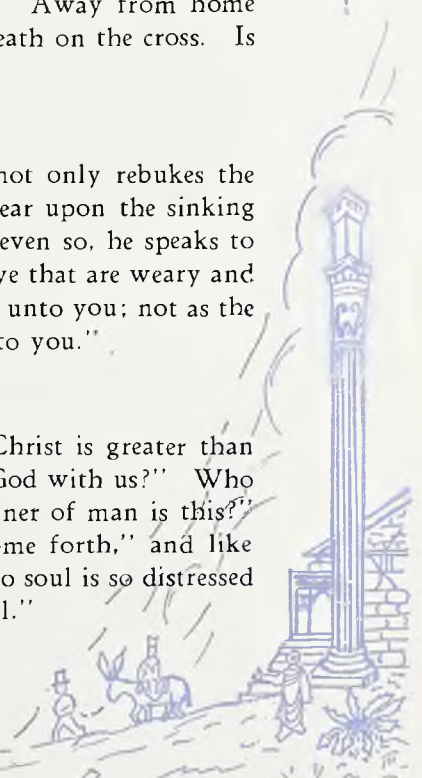 Away from home
eath on the cross. Is
not only rebukes the
ear upon the sinking
even so, he speaks to
ye that are weary and
unto you; not as the
to you."
Christ is greater than
God with us?" Who
ner of man is this?"
me forth," and like
o soul is so distressed
l."